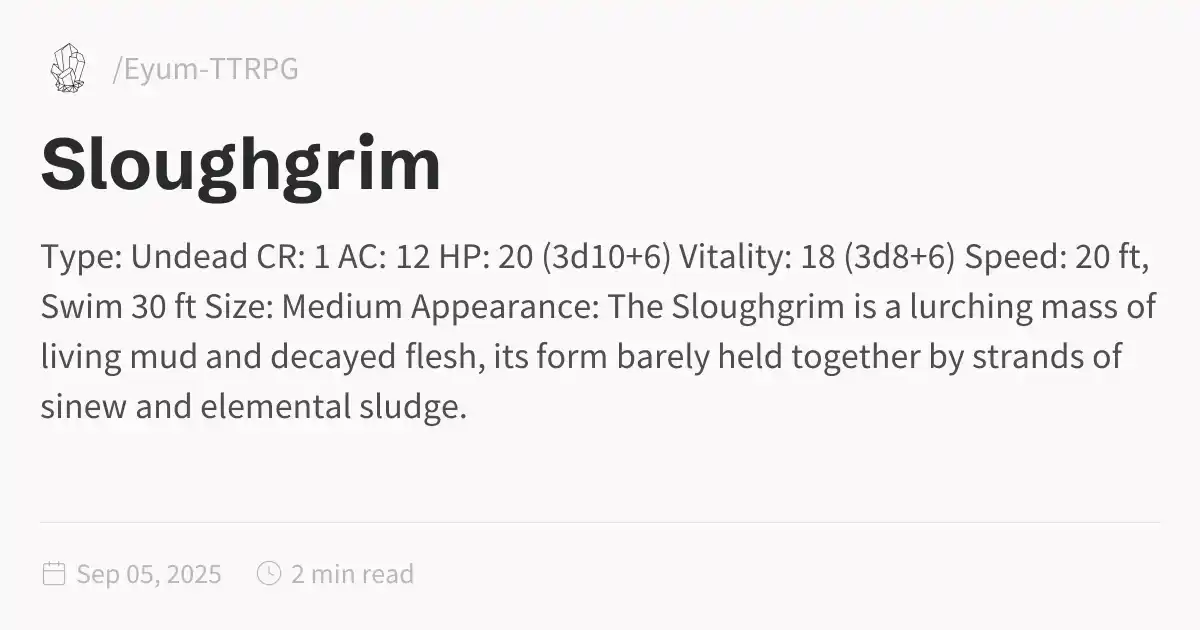 /Eyum-TTRPG
Sloughgrim
Type: Undead CR: 1 AC: 12 HP: 20 (3d10+6) Vitality: 18 (3d8+6) Speed: 20 ft,
Swim 30 ft Size: Medium Appearance: The Sloughgrim is a lurching mass of
living mud and decayed flesh, its form barely held together by strands of
sinew and elemental sludge.
Sep 05, 2025 2 min read